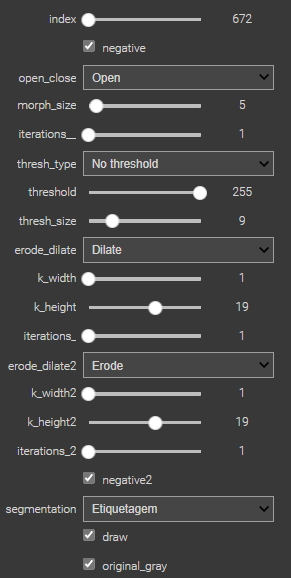 index 672
negative
open_close Open
morph_size 5
iterations__ 1
thresh_type No threshold
threshold 255
thresh_size 9
erode_dilate Dilate
k_width 1
k_height 19
iterations_ 1
erode_dilate2 Erode
k_width2 1
k_height2 19
iterations_2 1
negative2
segmentation Etiquetagem
draw
original_gray